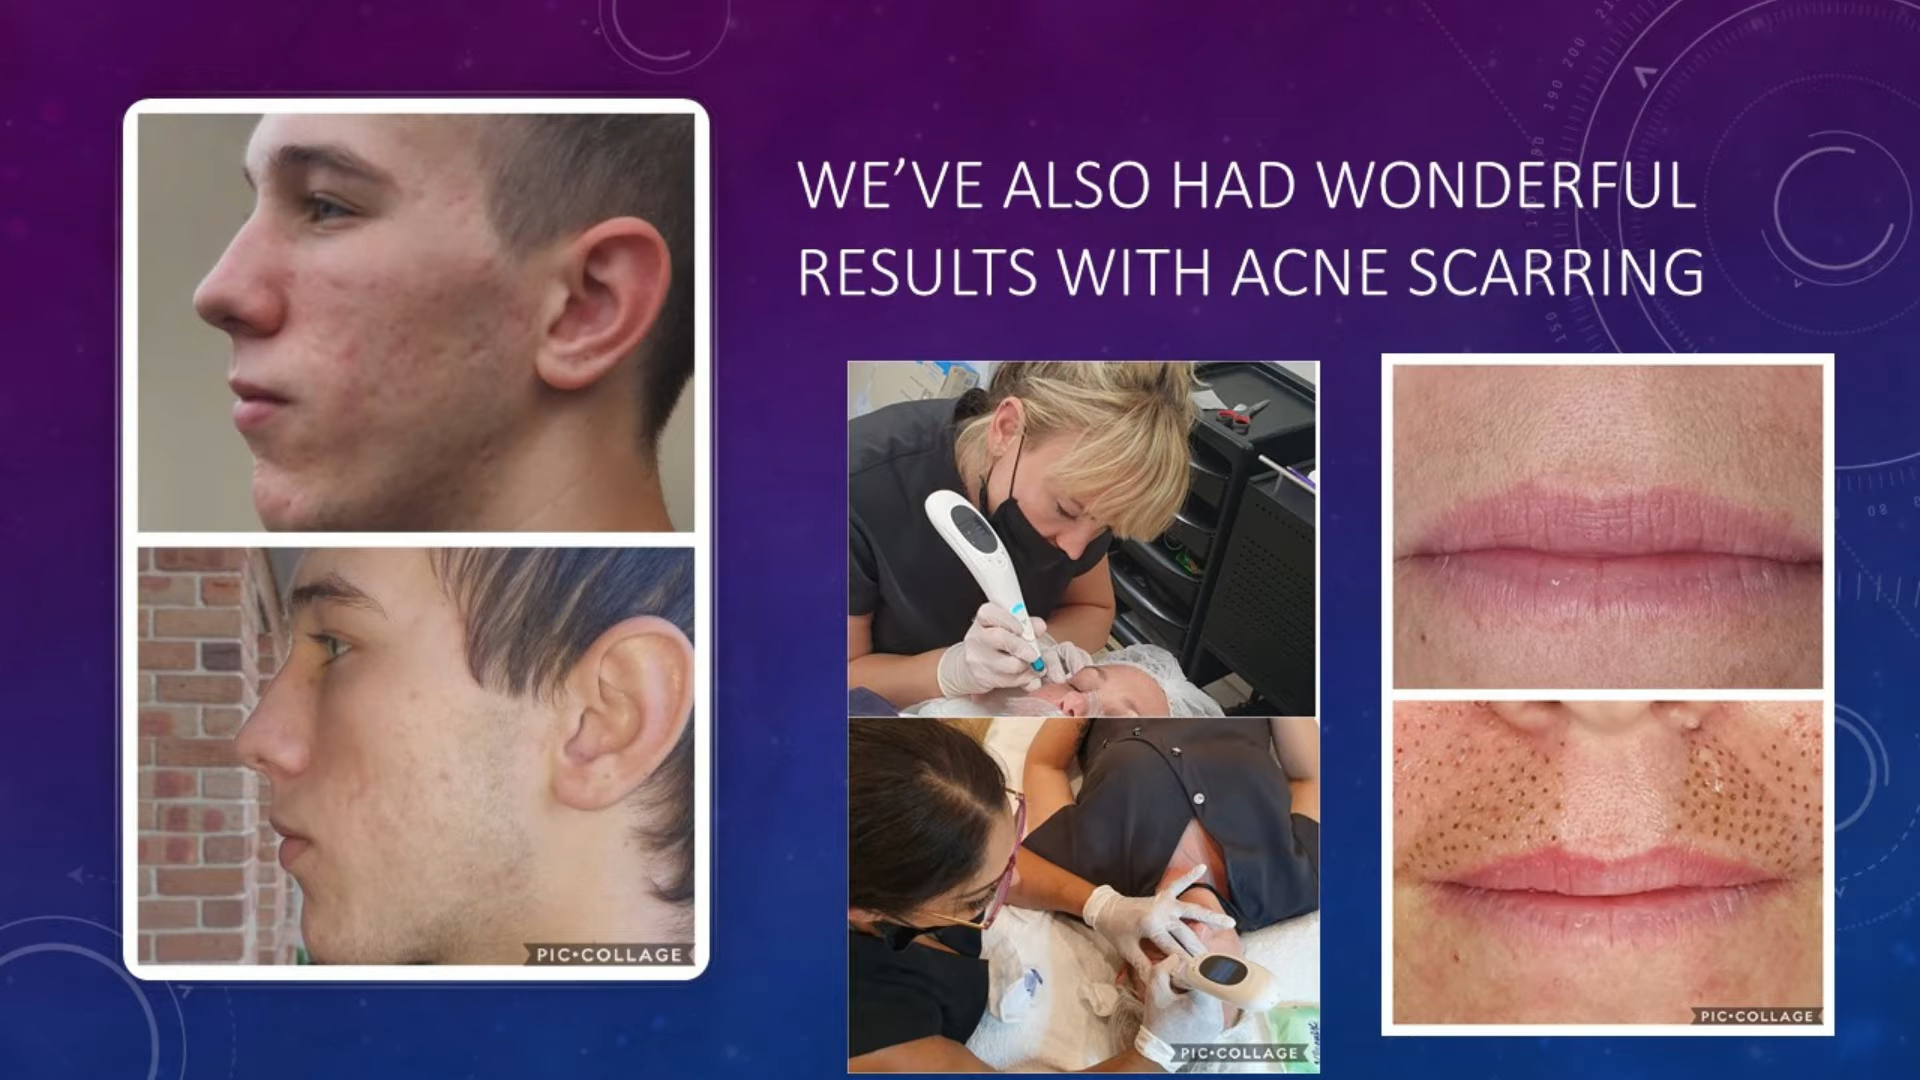 WE’VE ALSO HAD WONDERFUL
RESULTS WITH ACNE SCARRING
PIC•COLLAGE
PIC•COLLAGE
PIC•COLLAGE